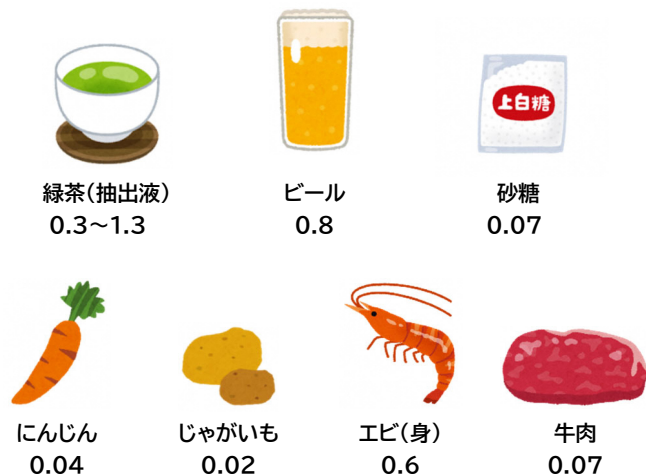 上白糖
緑茶(抽出液)
0.3〜1.3
ビール
0.8
砂糖
0.07
にんじん
0.04
じゃがいも
0.02
エビ(身)
0.6
牛肉
0.07